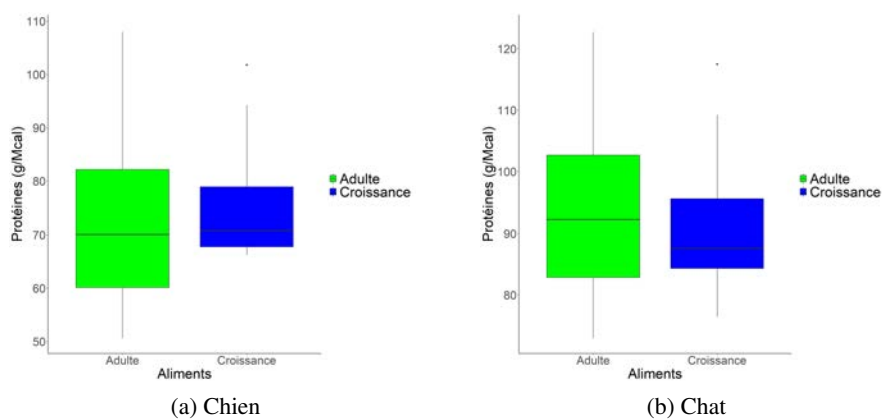 110
100
90
80
70
60
50
Protéines (g/Mcal)
Adulte
Croissance
Aliments
Adulte
Croissance
(a) Chien
120
100
90
80
Protéines (g/Mcal)
Adulte
Croissance
Aliments
Adulte
Croissance
(b) Chat